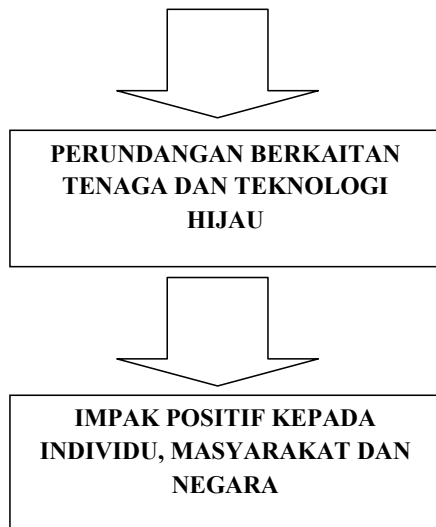 PERUNDANGAN BERKAITAN
TENAGA DAN TEKNOLOGI
HIJAU
IMPAK POSITIF KEPADA
INDIVIDU, MASYARAKAT DAN
NEGARA